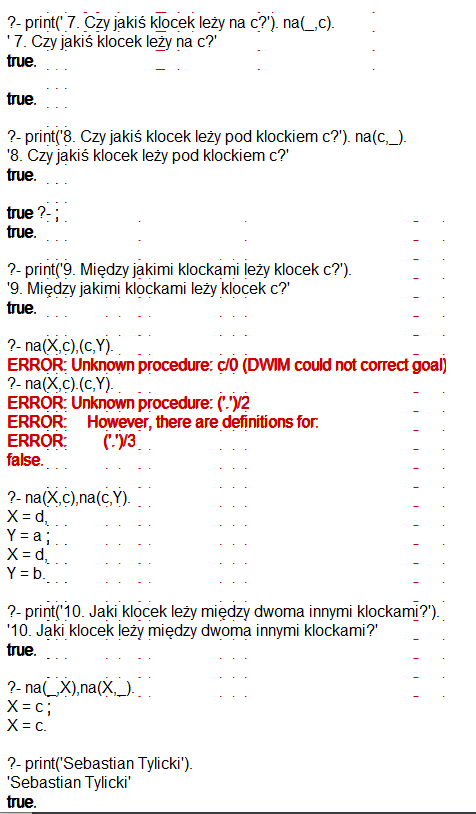 ?- print(' 7. Czy jakiś klocek leży na c?'). na(_,c).
' 7. Czy jakiś klocek leży na c?'
true.
true.
?- print('8. Czy jakiś klocek leży pod klockiem c?'). na(c,_).
'8. Czy jakiś klocek leży pod klockiem c?'
true.
true ?- ;
true.
?- print('9. Między jakimi klockami leży klocek c?').
'9. Między jakimi klockami leży klocek c?'
true.
?- na(X,c),(c,Y).
ERROR: Unknown procedure: c/0 (DWIM could not correct goal)
?- na(X,c).(c,Y).
ERROR: Unknown procedure: ('.')/2
ERROR: However, there are definitions for:
ERROR: ('.')/3
false.
?- na(X,c),na(c,Y).
X = d,
Y = a ;
X = d,
Y = b.
?- print('10. Jaki klocek leży między dwoma innymi klockami?').
'10. Jaki klocek leży między dwoma innymi klockami?'
true.
?- na(_,X),na(X,_).
X = c ;
X = c.
?- print('Sebastian Tylicki').
'Sebastian Tylicki'
true.